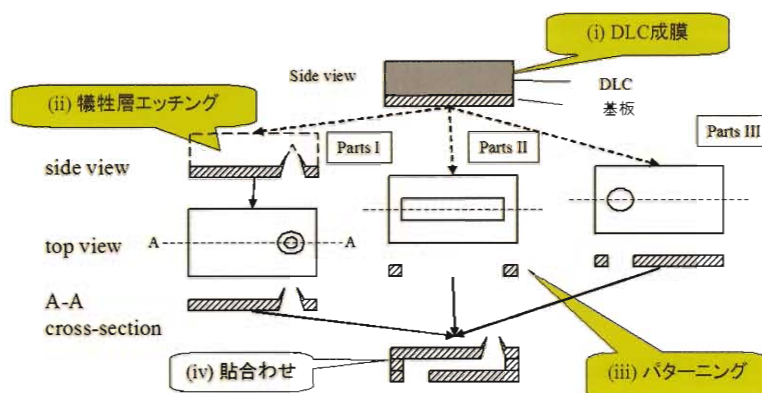 (i) DLC成膜
Side view
DLC
基板
(ii) 犠牲層エッチング
Parts I
Parts II
Parts III
side view
top view
A
A
A-A
cross-section
(iv) 貼合わせ
(iii) パターニング